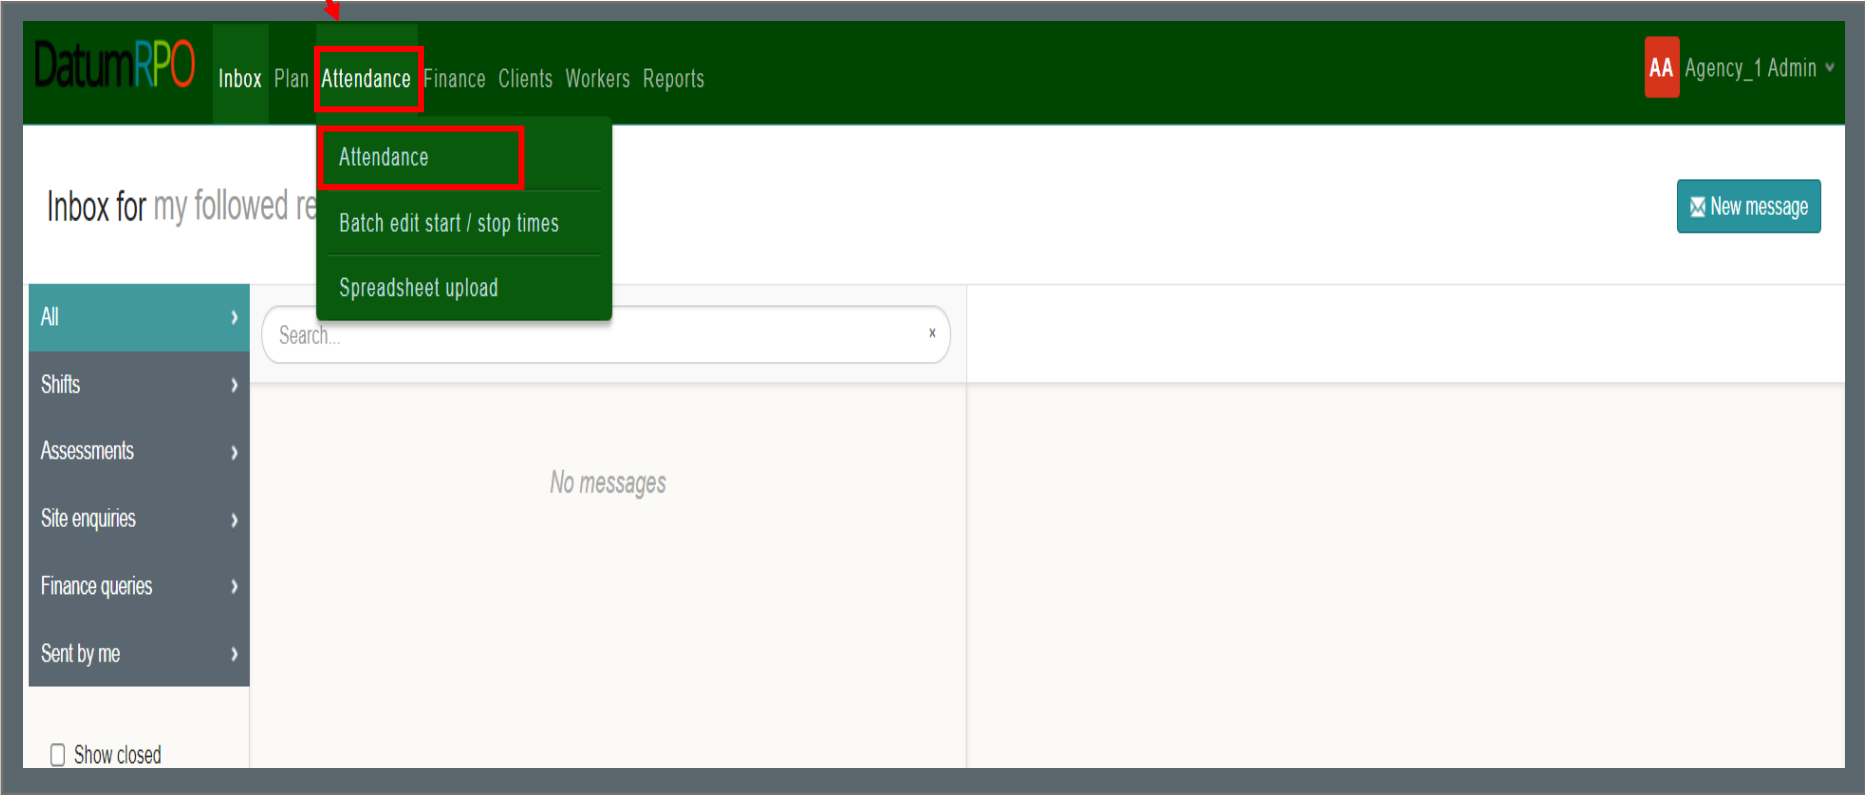 DatumRPO Inbox Plan Attendance Finance Clients Workers Reports AA Agency_1 Admin
Attendance
Batch edit start / stop times
Spreadsheet upload
Inbox for my followed re
New message
All
Shifts
Assessments
Site enquiries
Finance queries
Sent by me
Show closed
Search... x
No messages